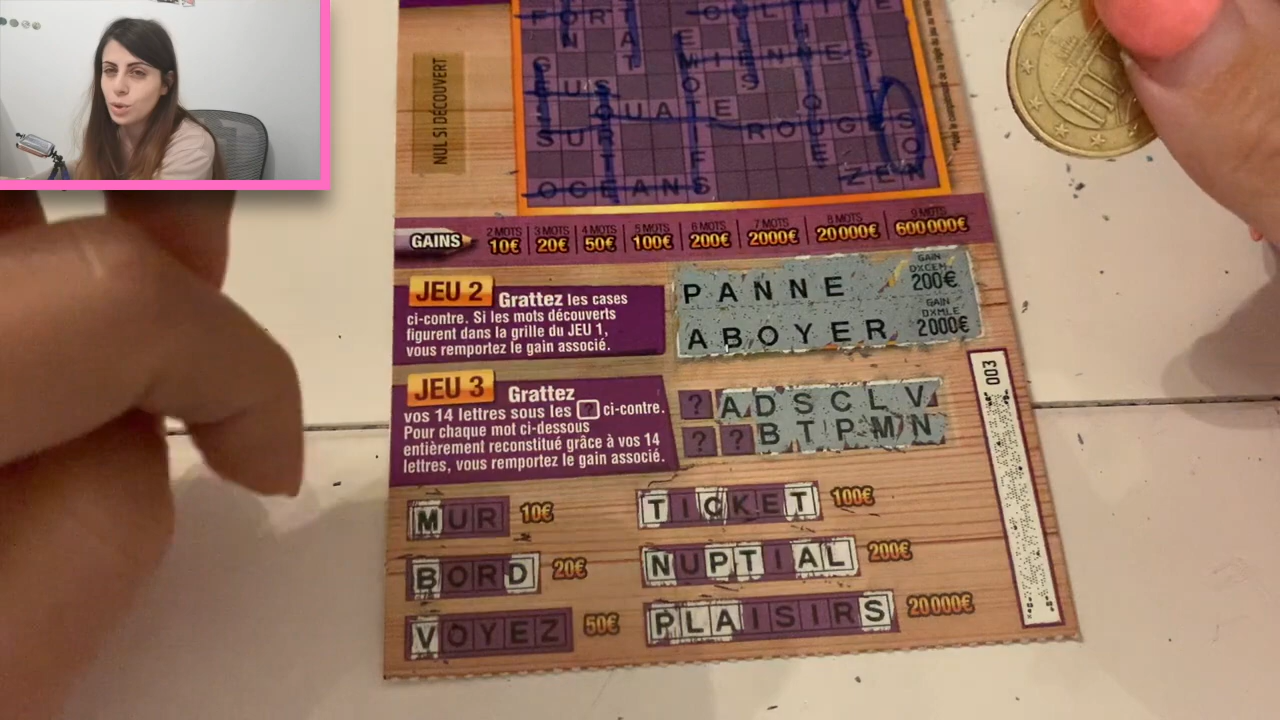 NUL SI DÉCOUVERT
ROUGES
OCEANS ZEN
GAINS
2 MOTS 3 MOTS 4 MOTS 5 MOTS 6 MOTS 7 MOTS 8 MOTS 9 MOTS
10€ 20€ 50€ 100€ 200€ 2000€ 20000€ 600000€
JEU 2 Grattez les cases
ci-contre. Si les mots découverts
figurent dans la grille du JEU 1,
vous remportez le gain associé.
PANNE GAIN DXCEM 200€
ABOYER GAIN DXMLE 2000€
JEU 3 Grattez
vos 14 lettres sous les ? ci-contre.
Pour chaque mot ci-dessous
entièrement reconstitué grâce à vos 14
lettres, vous remportez le gain associé.
? A D S C L V
? ? B T P M N
003
MUR 10€ TICKET 100€
BORD 20€ NUPTIAL 200€
VOYEZ 50€ PLAISIRS 20000€